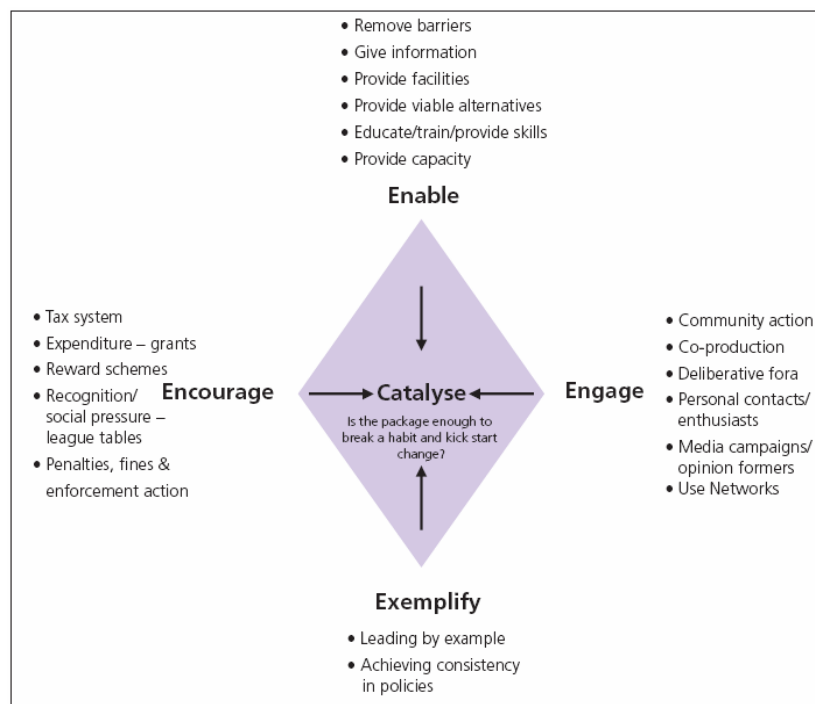 • Remove barriers
• Give information
• Provide facilities
• Provide viable alternatives
• Educate/train/provide skills
• Provide capacity
Enable
• Tax system
• Expenditure – grants
• Reward schemes
• Recognition/
social pressure –
league tables
• Penalties, fines &
enforcement action
Encourage
Catalyse
Is the package enough to
break a habit and kick start
change?
Engage
• Community action
• Co-production
• Deliberative fora
• Personal contacts/
enthusiasts
• Media campaigns/
opinion formers
• Use Networks
Exemplify
• Leading by example
• Achieving consistency
in policies